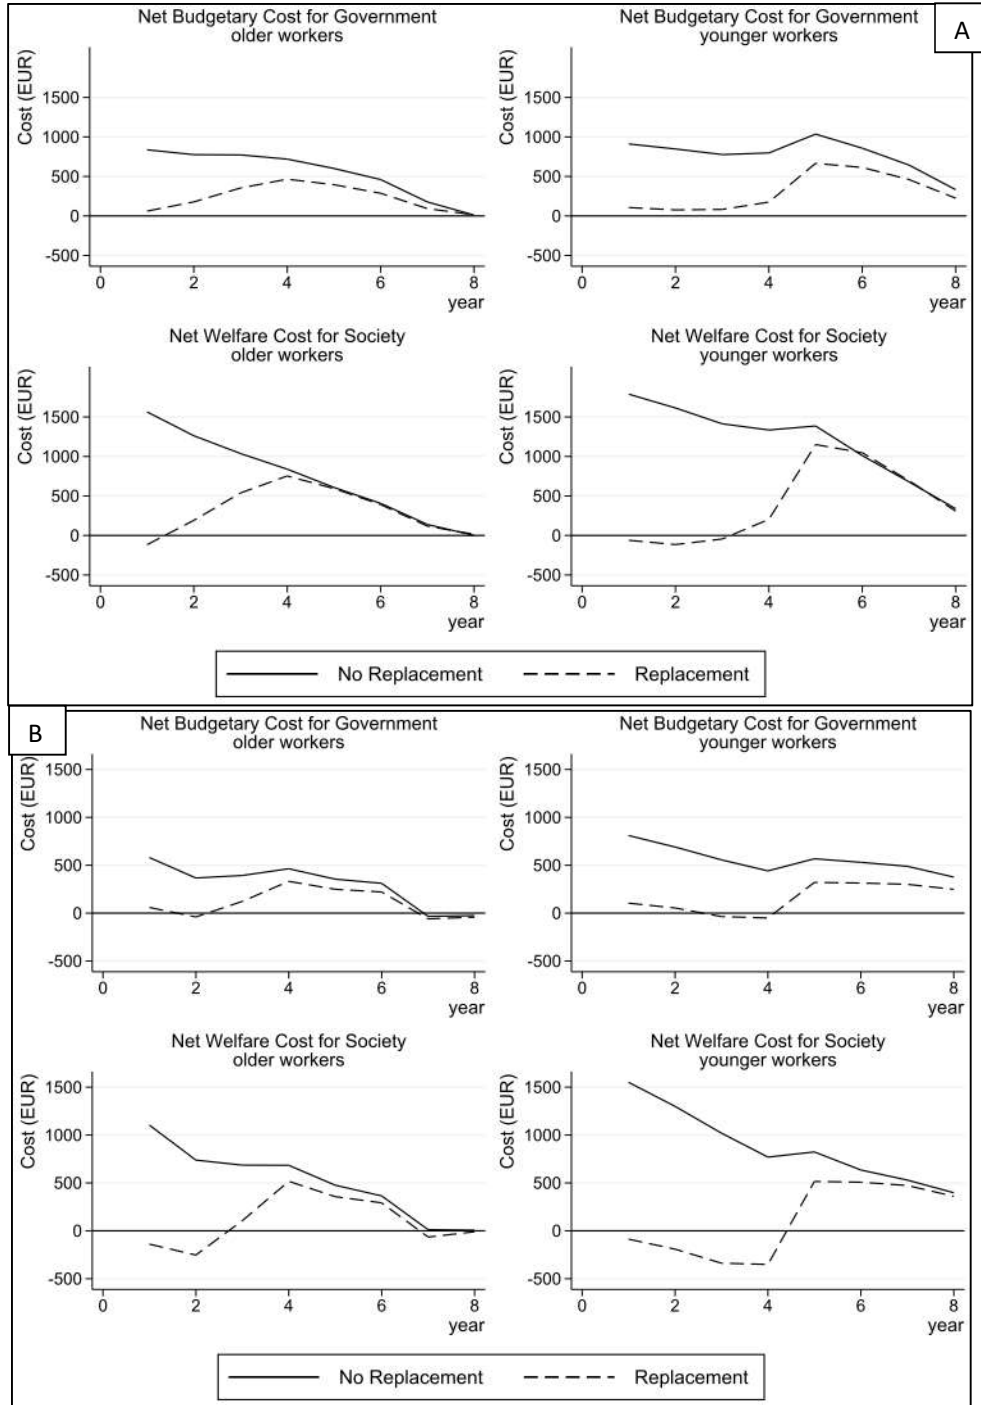 A
Net Budgetary Cost for Government
older workers
Cost (EUR)
1500
1000
500
0
-500
0 2 4 6 8
year
Net Budgetary Cost for Government
younger workers
Cost (EUR)
1500
1000
500
0
-500
0 2 4 6 8
year
Net Welfare Cost for Society
older workers
Cost (EUR)
1500
1000
500
0
-500
0 2 4 6 8
year
Net Welfare Cost for Society
younger workers
Cost (EUR)
1500
1000
500
0
-500
0 2 4 6 8
year
No Replacement Replacement
B
Net Budgetary Cost for Government
older workers
Cost (EUR)
1500
1000
500
0
-500
0 2 4 6 8
year
Net Budgetary Cost for Government
younger workers
Cost (EUR)
1500
1000
500
0
-500
0 2 4 6 8
year
Net Welfare Cost for Society
older workers
Cost (EUR)
1500
1000
500
0
-500
0 2 4 6 8
year
Net Welfare Cost for Society
younger workers
Cost (EUR)
1500
1000
500
0
-500
0 2 4 6 8
year
No Replacement Replacement